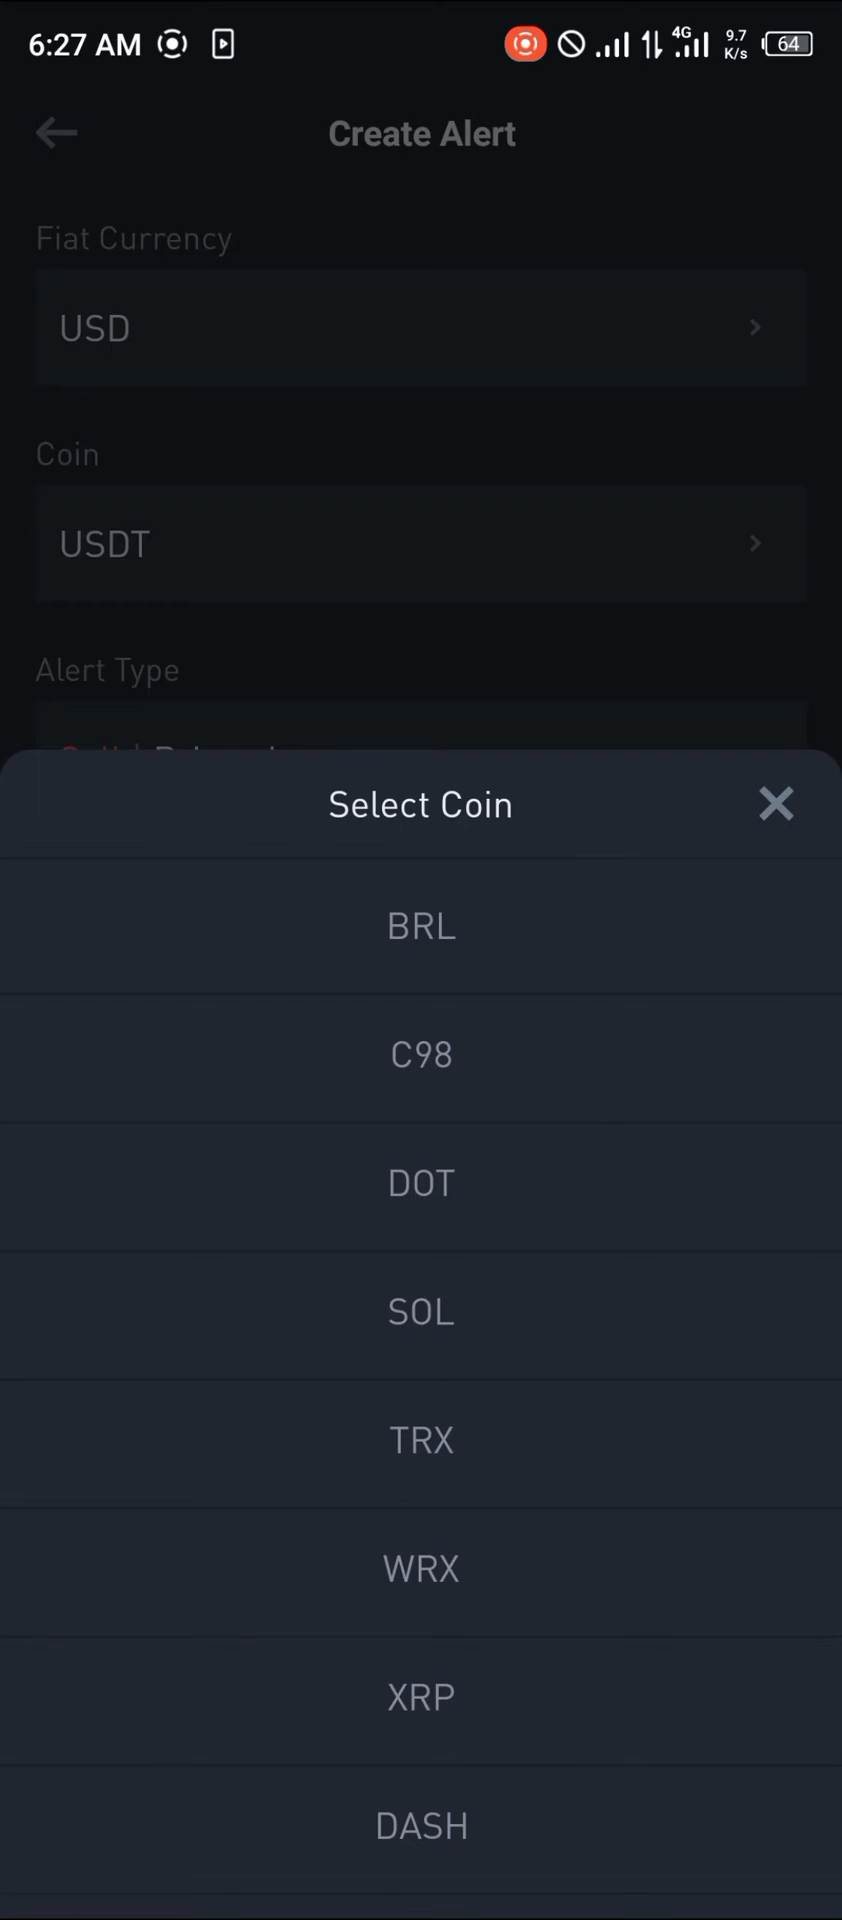 6:27 AM 4G 9.7 K/s 64
Create Alert
Fiat Currency
USD
Coin
USDT
Alert Type
Select Coin
BRL
C98
DOT
SOL
TRX
WRX
XRP
DASH